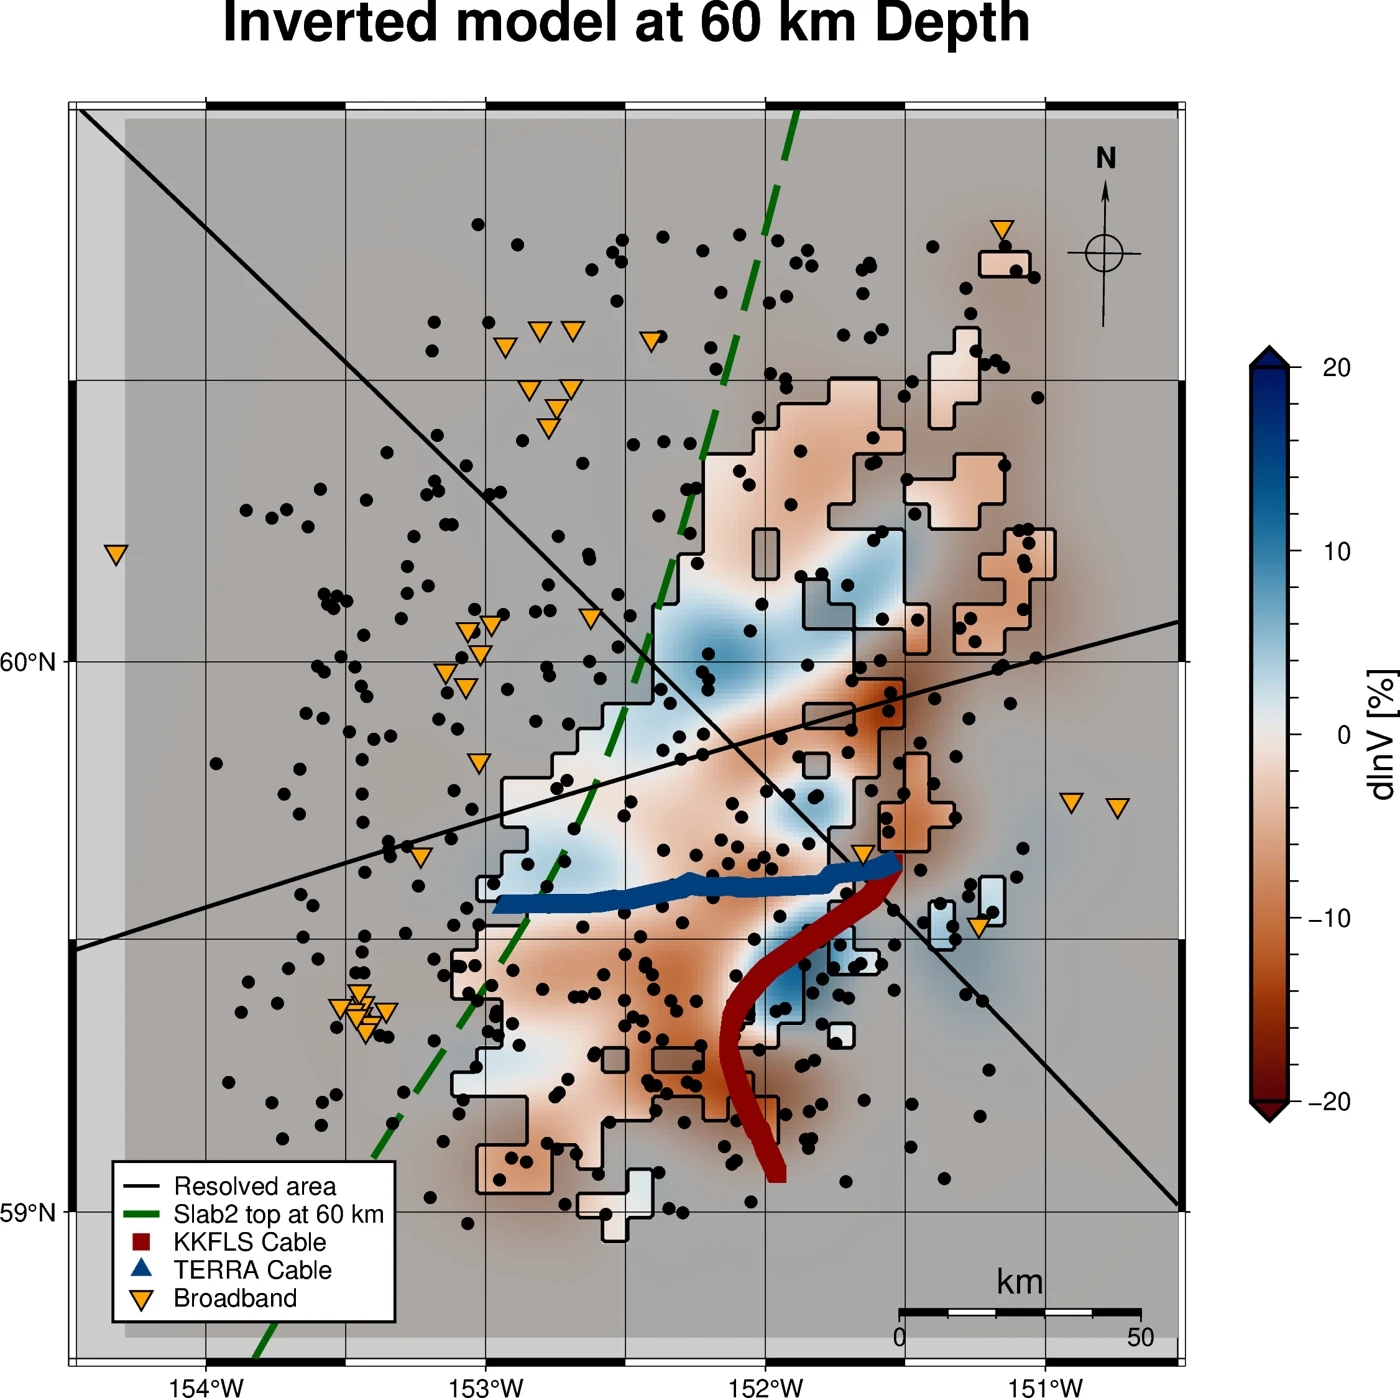 Inverted model at 60 km Depth
N
20
10
0
−10
−20
dlnV [%]
60°N
59°N
Resolved area
Slab2 top at 60 km
KKFLS Cable
TERRA Cable
Broadband
km
0 50
154°W 153°W 152°W 151°W